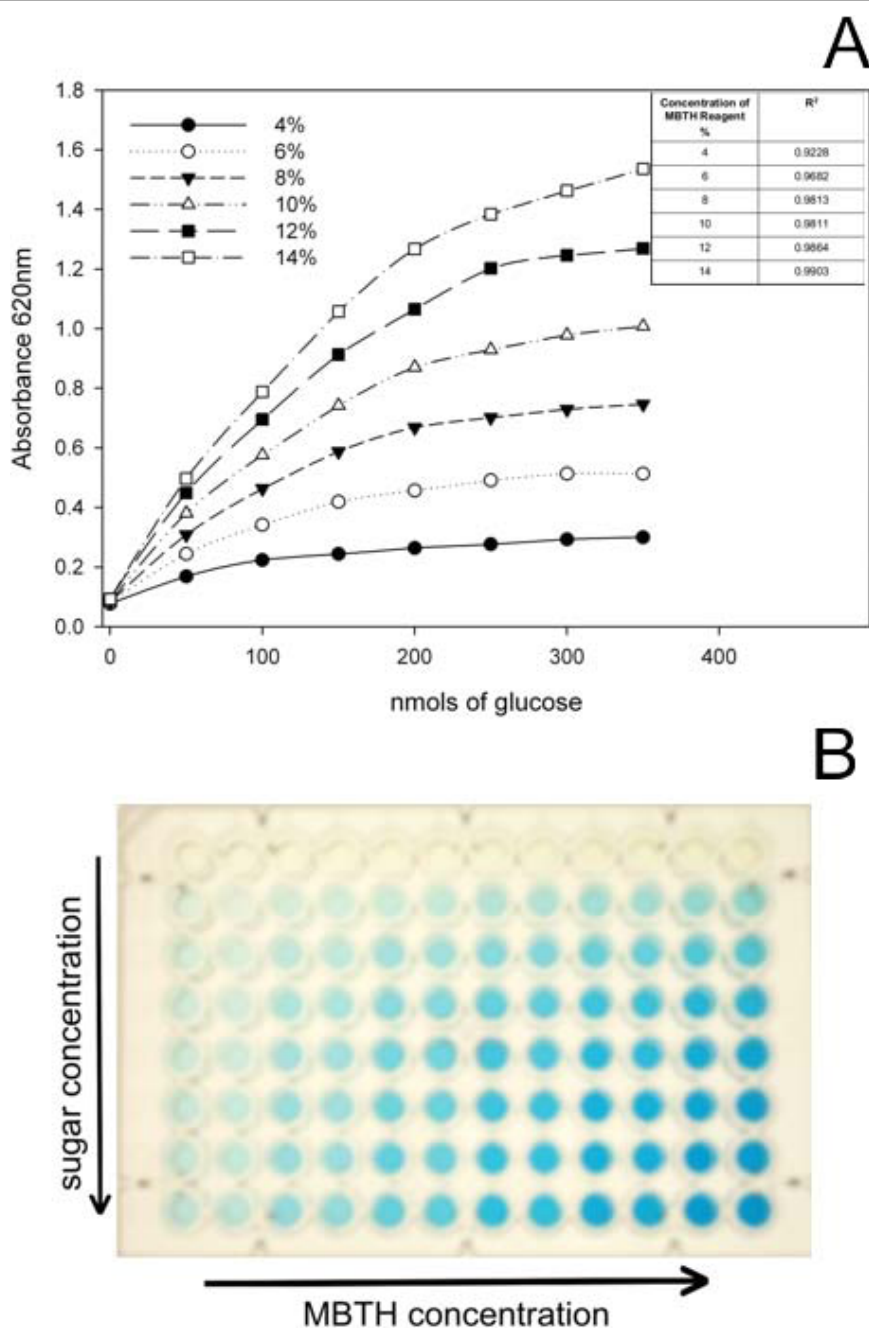 A
1.8
1.6
1.4
1.2
1.0
0.8
0.6
0.4
0.2
0.0
Absorbance 620nm
4%
6%
8%
10%
12%
14%
Concentration of MBTH Reagent % R²
4 0.9228
6 0.9682
8 0.9813
10 0.9811
12 0.9864
14 0.9903
0 100 200 300 400
nmols of glucose
B
sugar concentration
MBTH concentration